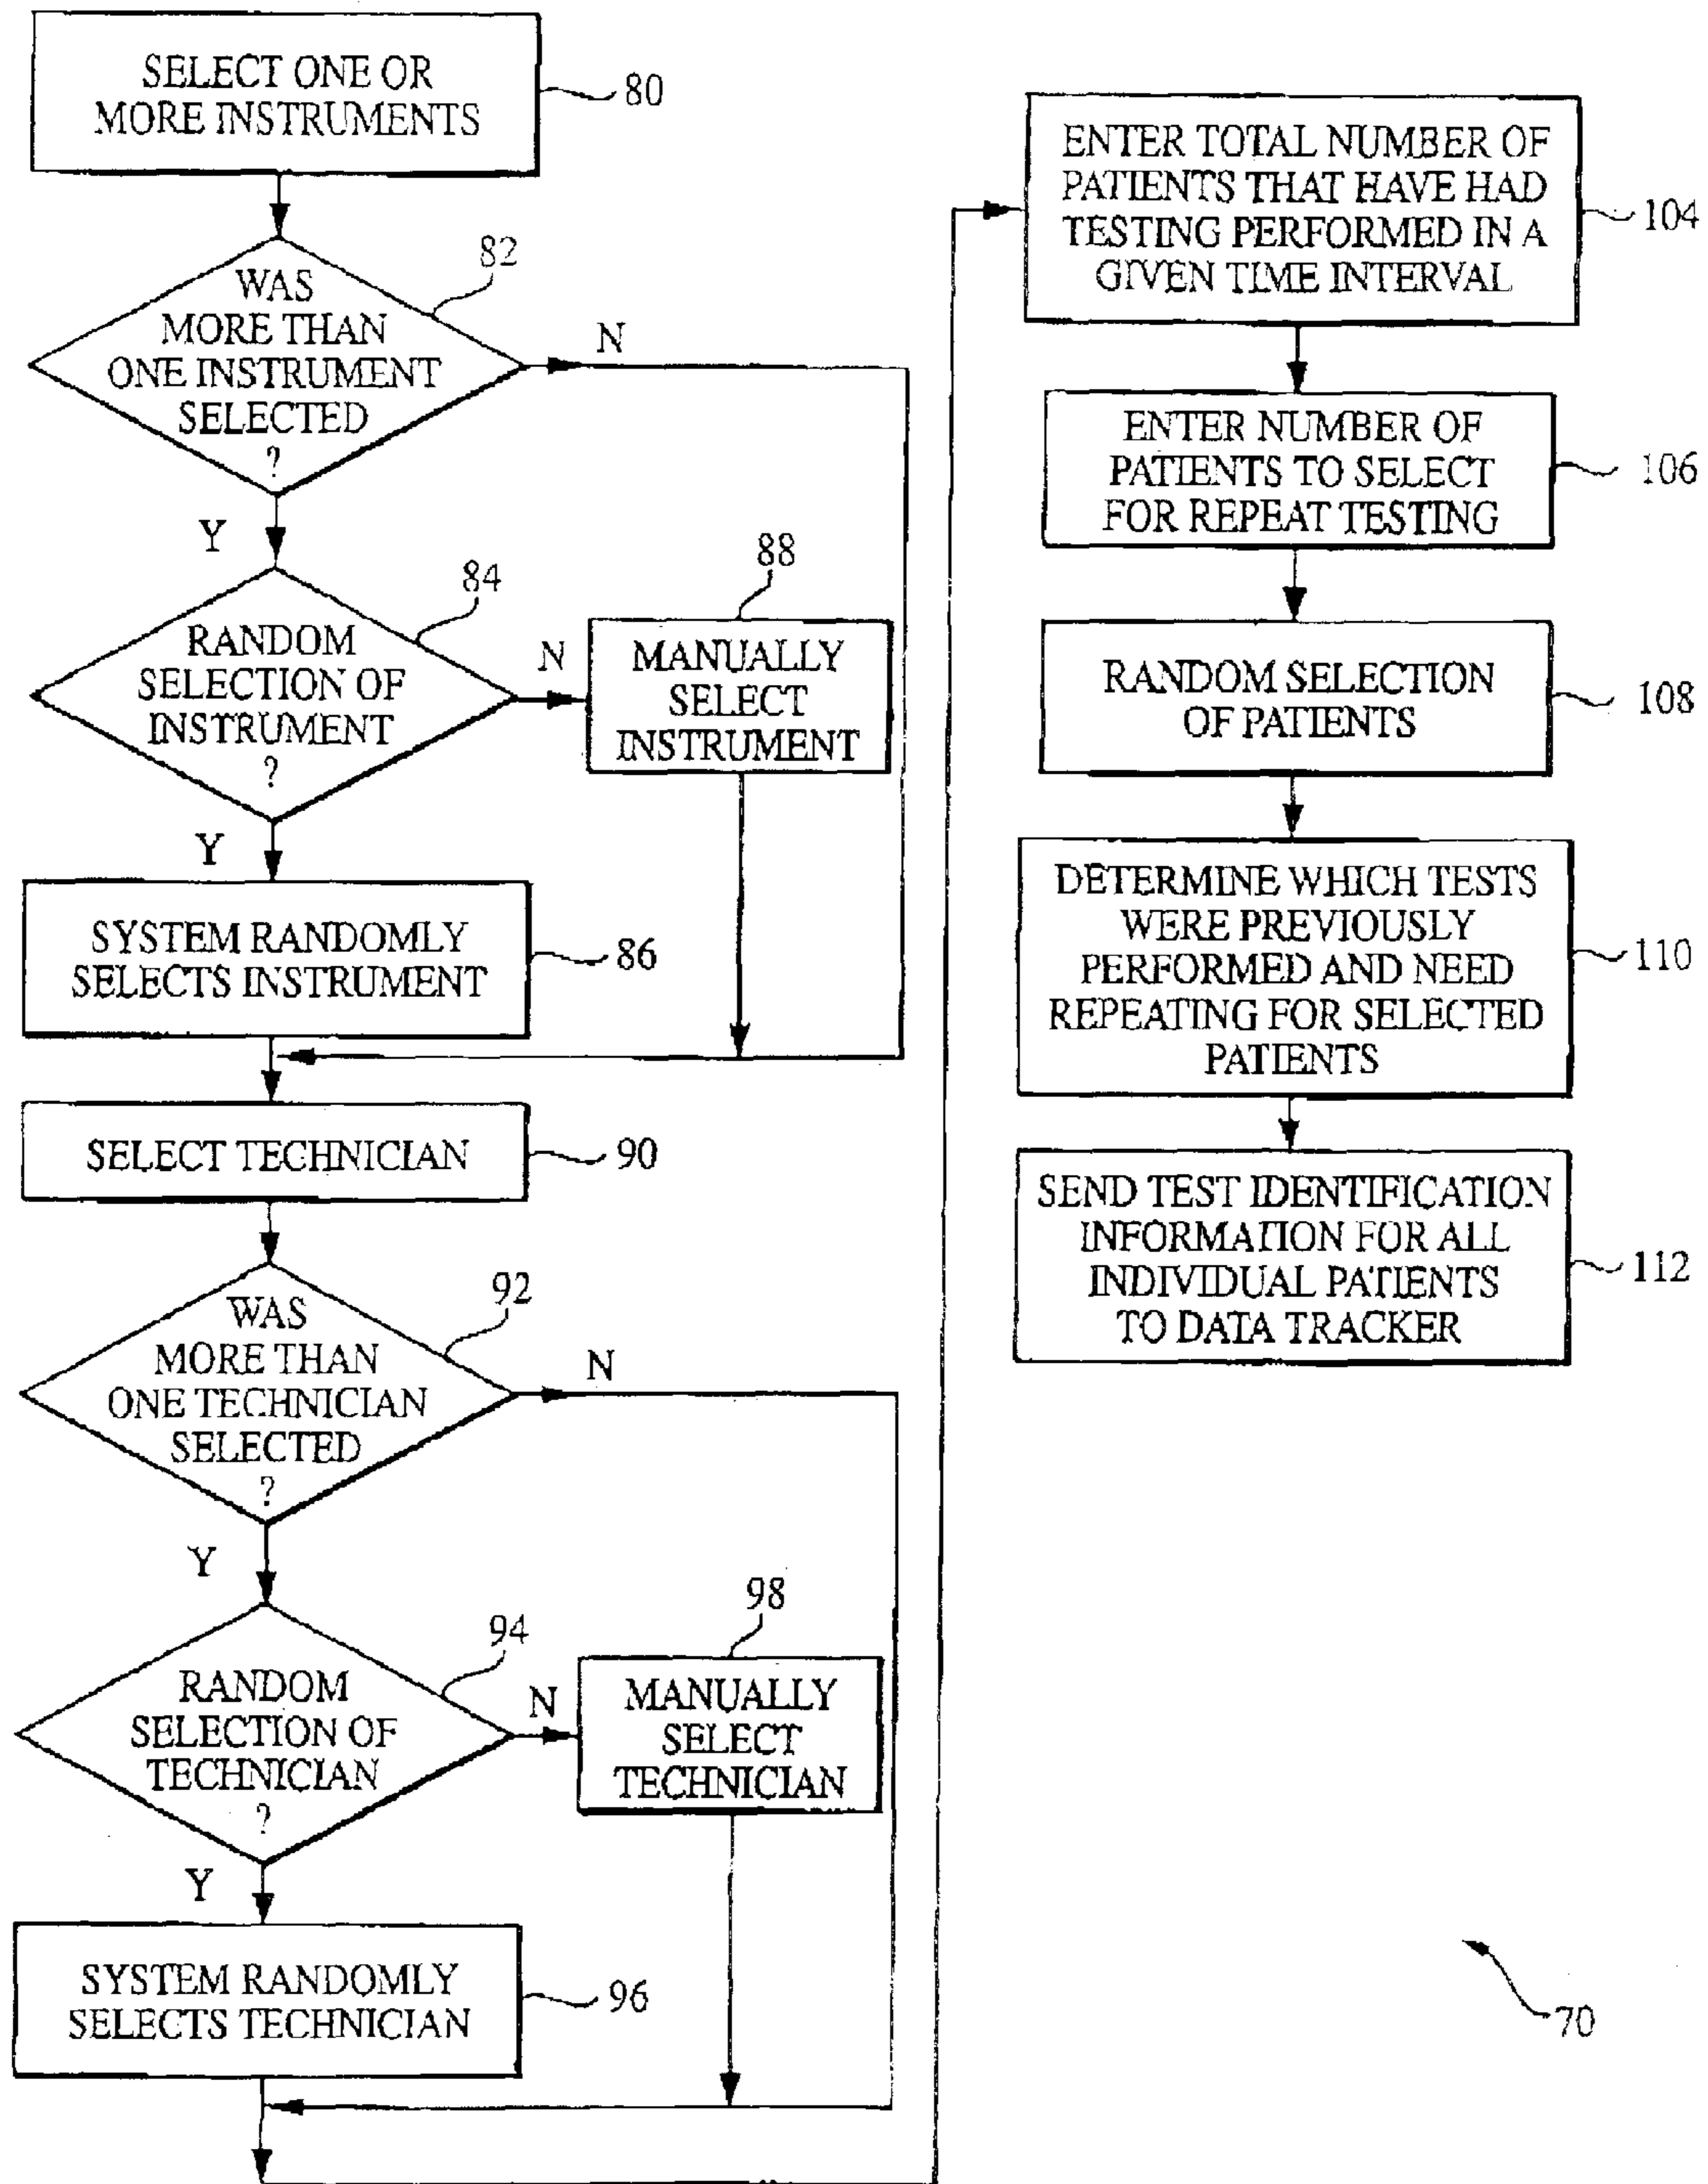 SELECT ONE OR
MORE INSTRUMENTS
80
82
WAS
MORE THAN
ONE INSTRUMENT
SELECTED
?
N
Y
84
RANDOM
SELECTION OF
INSTRUMENT
?
N
88
MANUALLY
SELECT
INSTRUMENT
Y
SYSTEM RANDOMLY
SELECTS INSTRUMENT
86
SELECT TECHNICIAN
90
92
WAS
MORE THAN
ONE TECHNICIAN
SELECTED
?
N
Y
94
RANDOM
SELECTION OF
TECHNICIAN
?
N
98
MANUALLY
SELECT
TECHNICIAN
Y
SYSTEM RANDOMLY
SELECTS TECHNICIAN
96
ENTER TOTAL NUMBER OF
PATIENTS THAT HAVE HAD
TESTING PERFORMED IN A
GIVEN TIME INTERVAL
104
ENTER NUMBER OF
PATIENTS TO SELECT
FOR REPEAT TESTING
106
RANDOM SELECTION
OF PATIENTS
108
DETERMINE WHICH TESTS
WERE PREVIOUSLY
PERFORMED AND NEED
REPEATING FOR SELECTED
PATIENTS
110
SEND TEST IDENTIFICATION
INFORMATION FOR ALL
INDIVIDUAL PATIENTS
TO DATA TRACKER
112
70